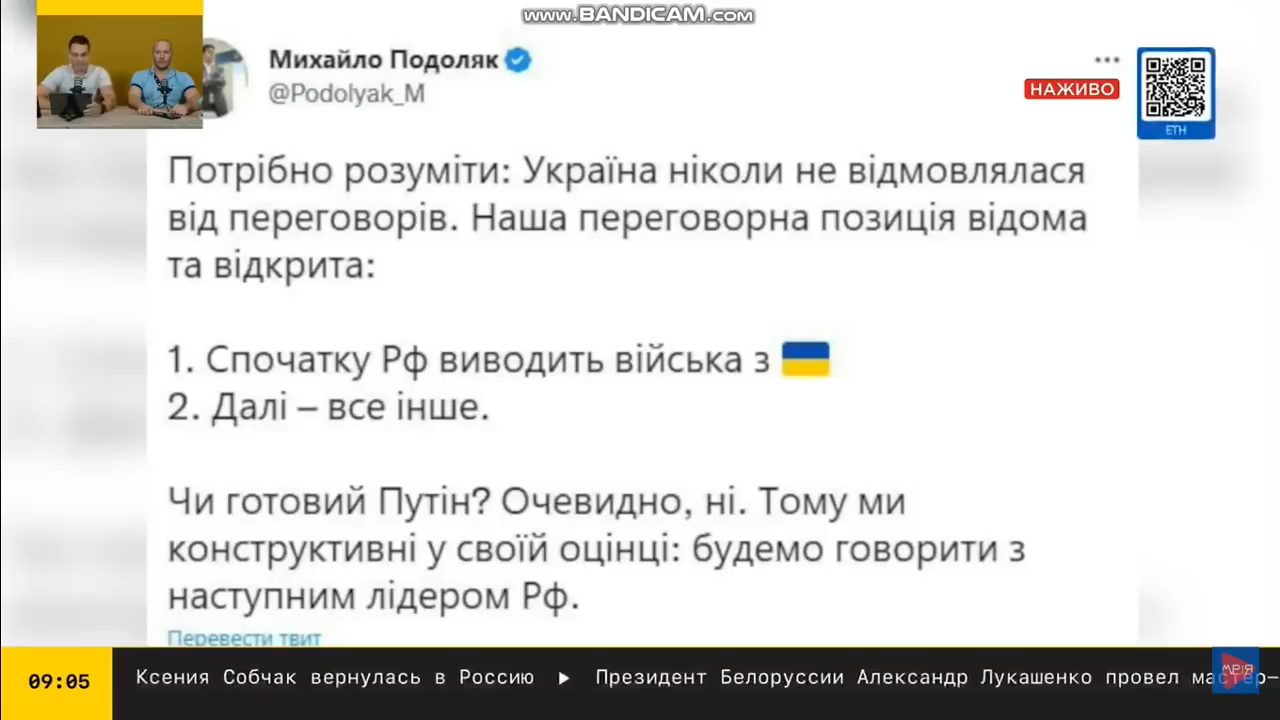 www.BANDICAM.com
Михайло Подоляк
@Podolyak_M
НАЖИВО
ETH
Потрібно розуміти: Україна ніколи не відмовлялася
від переговорів. Наша переговорна позиція відома
та відкрита:
1. Спочатку Рф виводить війська з
2. Далі – все інше.
Чи готовий Путін? Очевидно, ні. Тому ми
конструктивні у своїй оцінці: будемо говорити з
наступним лідером Рф.
Перевести твит
09:05 Ксения Собчак вернулась в Россию ▶ Президент Белоруссии Александр Лукашенко провел мастер-
МРІЯ